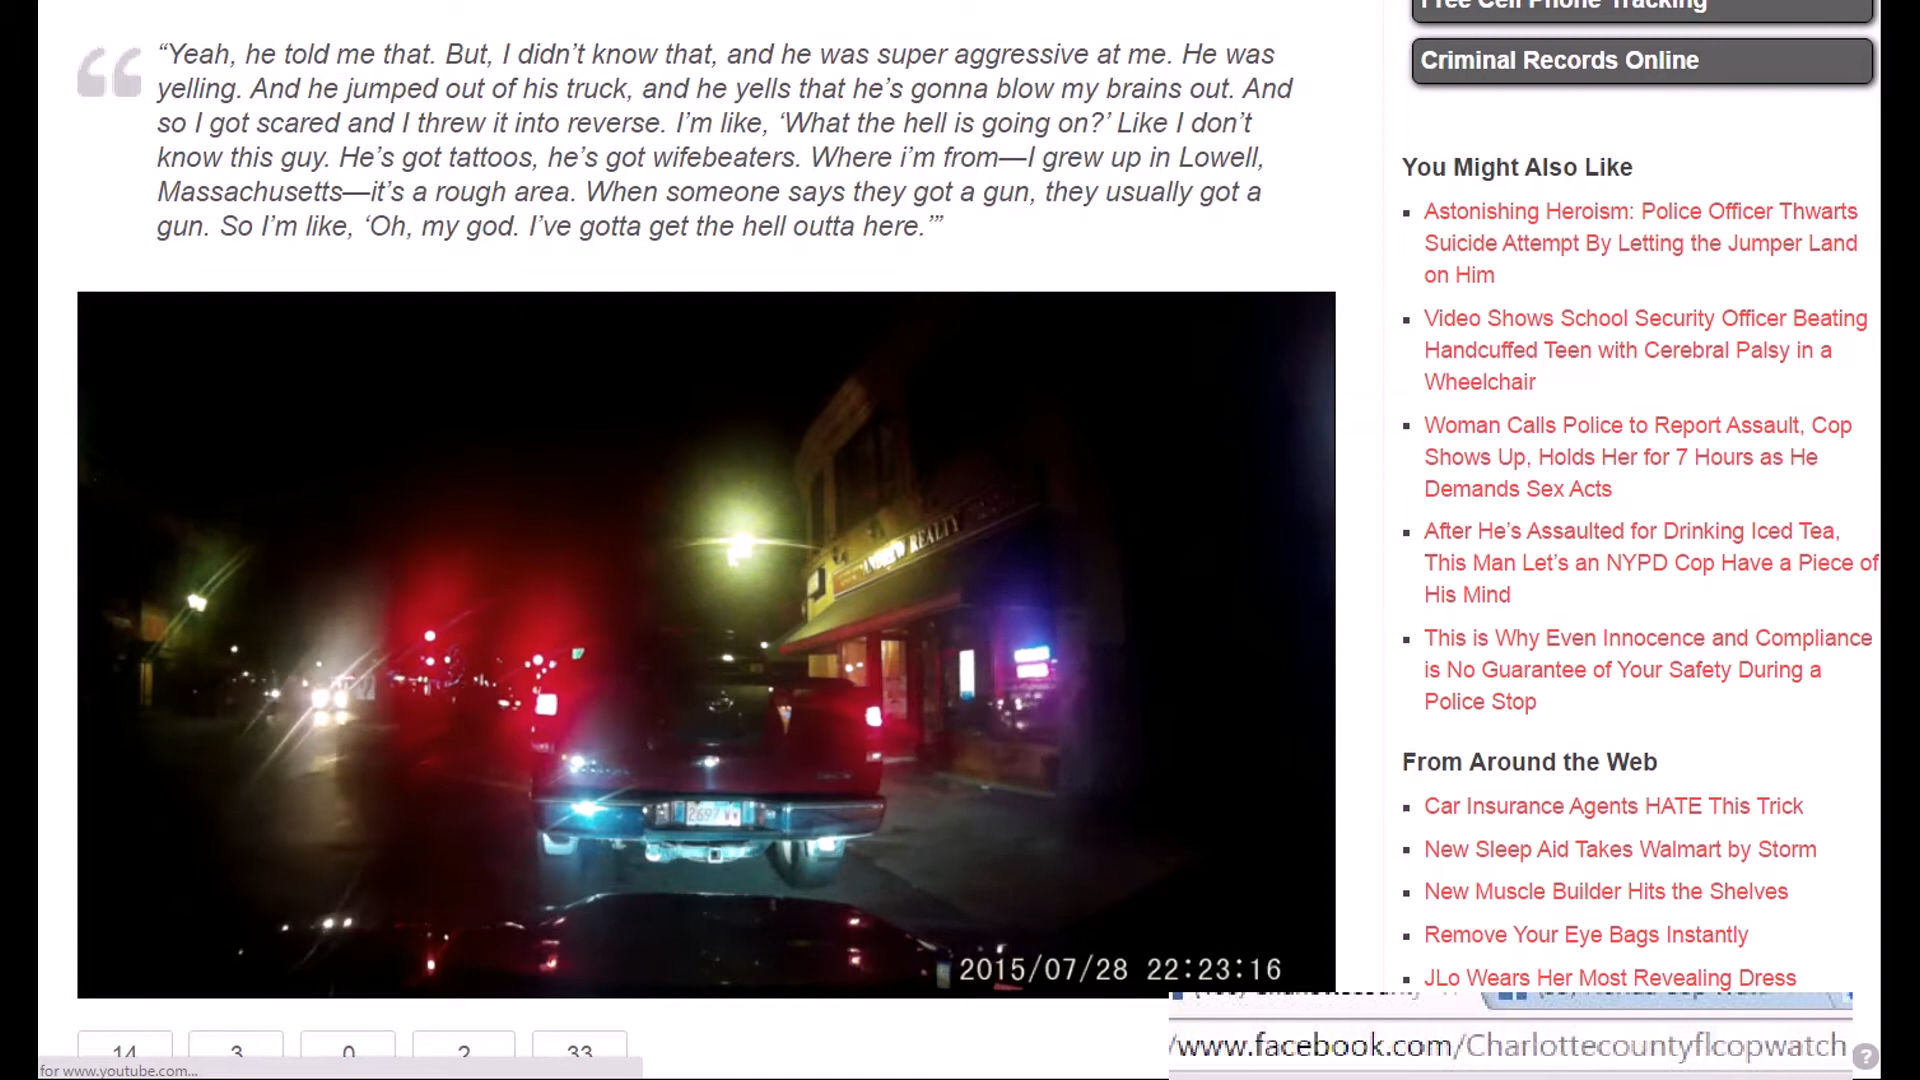 “Yeah, he told me that. But, I didn’t know that, and he was super aggressive at me. He was
yelling. And he jumped out of his truck, and he yells that he’s gonna blow my brains out. And
so I got scared and I threw it into reverse. I’m like, ‘What the hell is going on?’ Like I don’t
know this guy. He’s got tattoos, he’s got wifebeaters. Where i’m from—I grew up in Lowell,
Massachusetts—it’s a rough area. When someone says they got a gun, they usually got a
gun. So I’m like, ‘Oh, my god. I’ve gotta get the hell outta here.’”
REALTY
2697
2015/07/28 22:23:16
14 3 0 2 33
for www.youtube.com...
Free Cell Phone Tracking
Criminal Records Online
You Might Also Like
Astonishing Heroism: Police Officer Thwarts
Suicide Attempt By Letting the Jumper Land
on Him
Video Shows School Security Officer Beating
Handcuffed Teen with Cerebral Palsy in a
Wheelchair
Woman Calls Police to Report Assault, Cop
Shows Up, Holds Her for 7 Hours as He
Demands Sex Acts
After He’s Assaulted for Drinking Iced Tea,
This Man Let’s an NYPD Cop Have a Piece of
His Mind
This is Why Even Innocence and Compliance
is No Guarantee of Your Safety During a
Police Stop
From Around the Web
Car Insurance Agents HATE This Trick
New Sleep Aid Takes Walmart by Storm
New Muscle Builder Hits the Shelves
Remove Your Eye Bags Instantly
JLo Wears Her Most Revealing Dress
/www.facebook.com/Charlottecountyflcopwatch
?